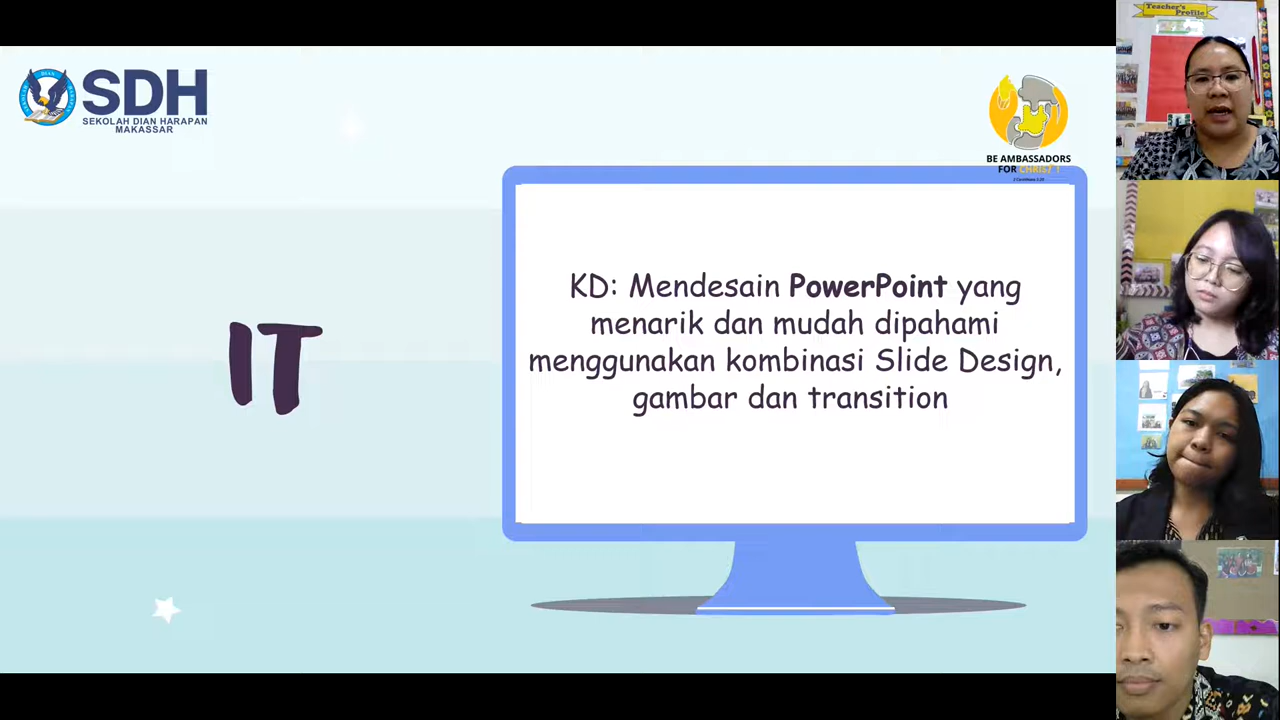 SDH
SEKOLAH DIAN HARAPAN
MAKASSAR
BE AMBASSADORS
FOR CHRIST !
IT
KD: Mendesain PowerPoint yang
menarik dan mudah dipahami
menggunakan kombinasi Slide Design,
gambar dan transition
Teacher's
Profile